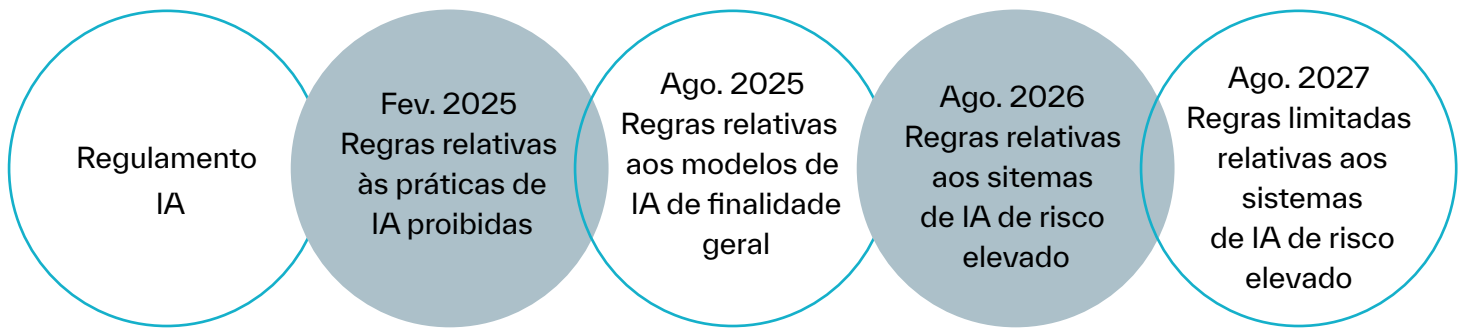 Regulamento
IA
Fev. 2025
Regras relativas
às práticas de
IA proibidas
Ago. 2025
Regras relativas
aos modelos de
IA de finalidade
geral
Ago. 2026
Regras relativas
aos sitemas
de IA de risco
elevado
Ago. 2027
Regras limitadas
relativas aos
sistemas
de IA de risco
elevado